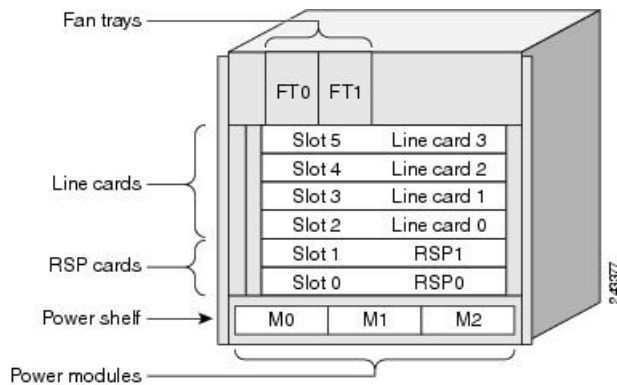 Fan trays
FT0 FT1
Slot 5 Line card 3
Slot 4 Line card 2
Line cards
Slot 3 Line card 1
Slot 2 Line card 0
RSP cards
Slot 1 RSP1
Slot 0 RSP0
Power shelf
M0 M1 M2
Power modules
243377